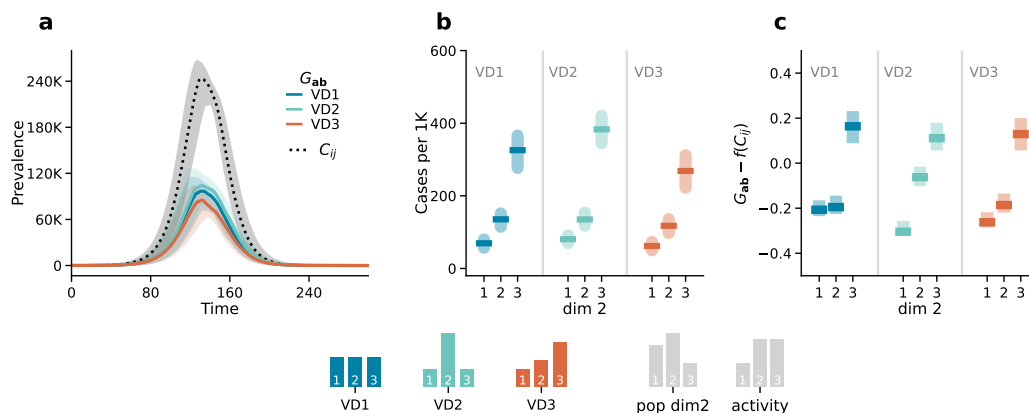 a
Prevalence
240K
180K
120K
60K
0
0 80 160 240
Time
G_ab
VD1
VD2
VD3
C_ij
b
Cases per 1K
600
400
200
0
VD1 VD2 VD3
1 2 3 1 2 3 1 2 3
dim 2
c
G_ab − f(C_ij)
0.4
0.2
0.0
−0.2
−0.4
VD1 VD2 VD3
1 2 3 1 2 3 1 2 3
dim 2
1 2 3 1 2 3 1 2 3 1 2 3 1 2 3
VD1 VD2 VD3 pop dim2 activity